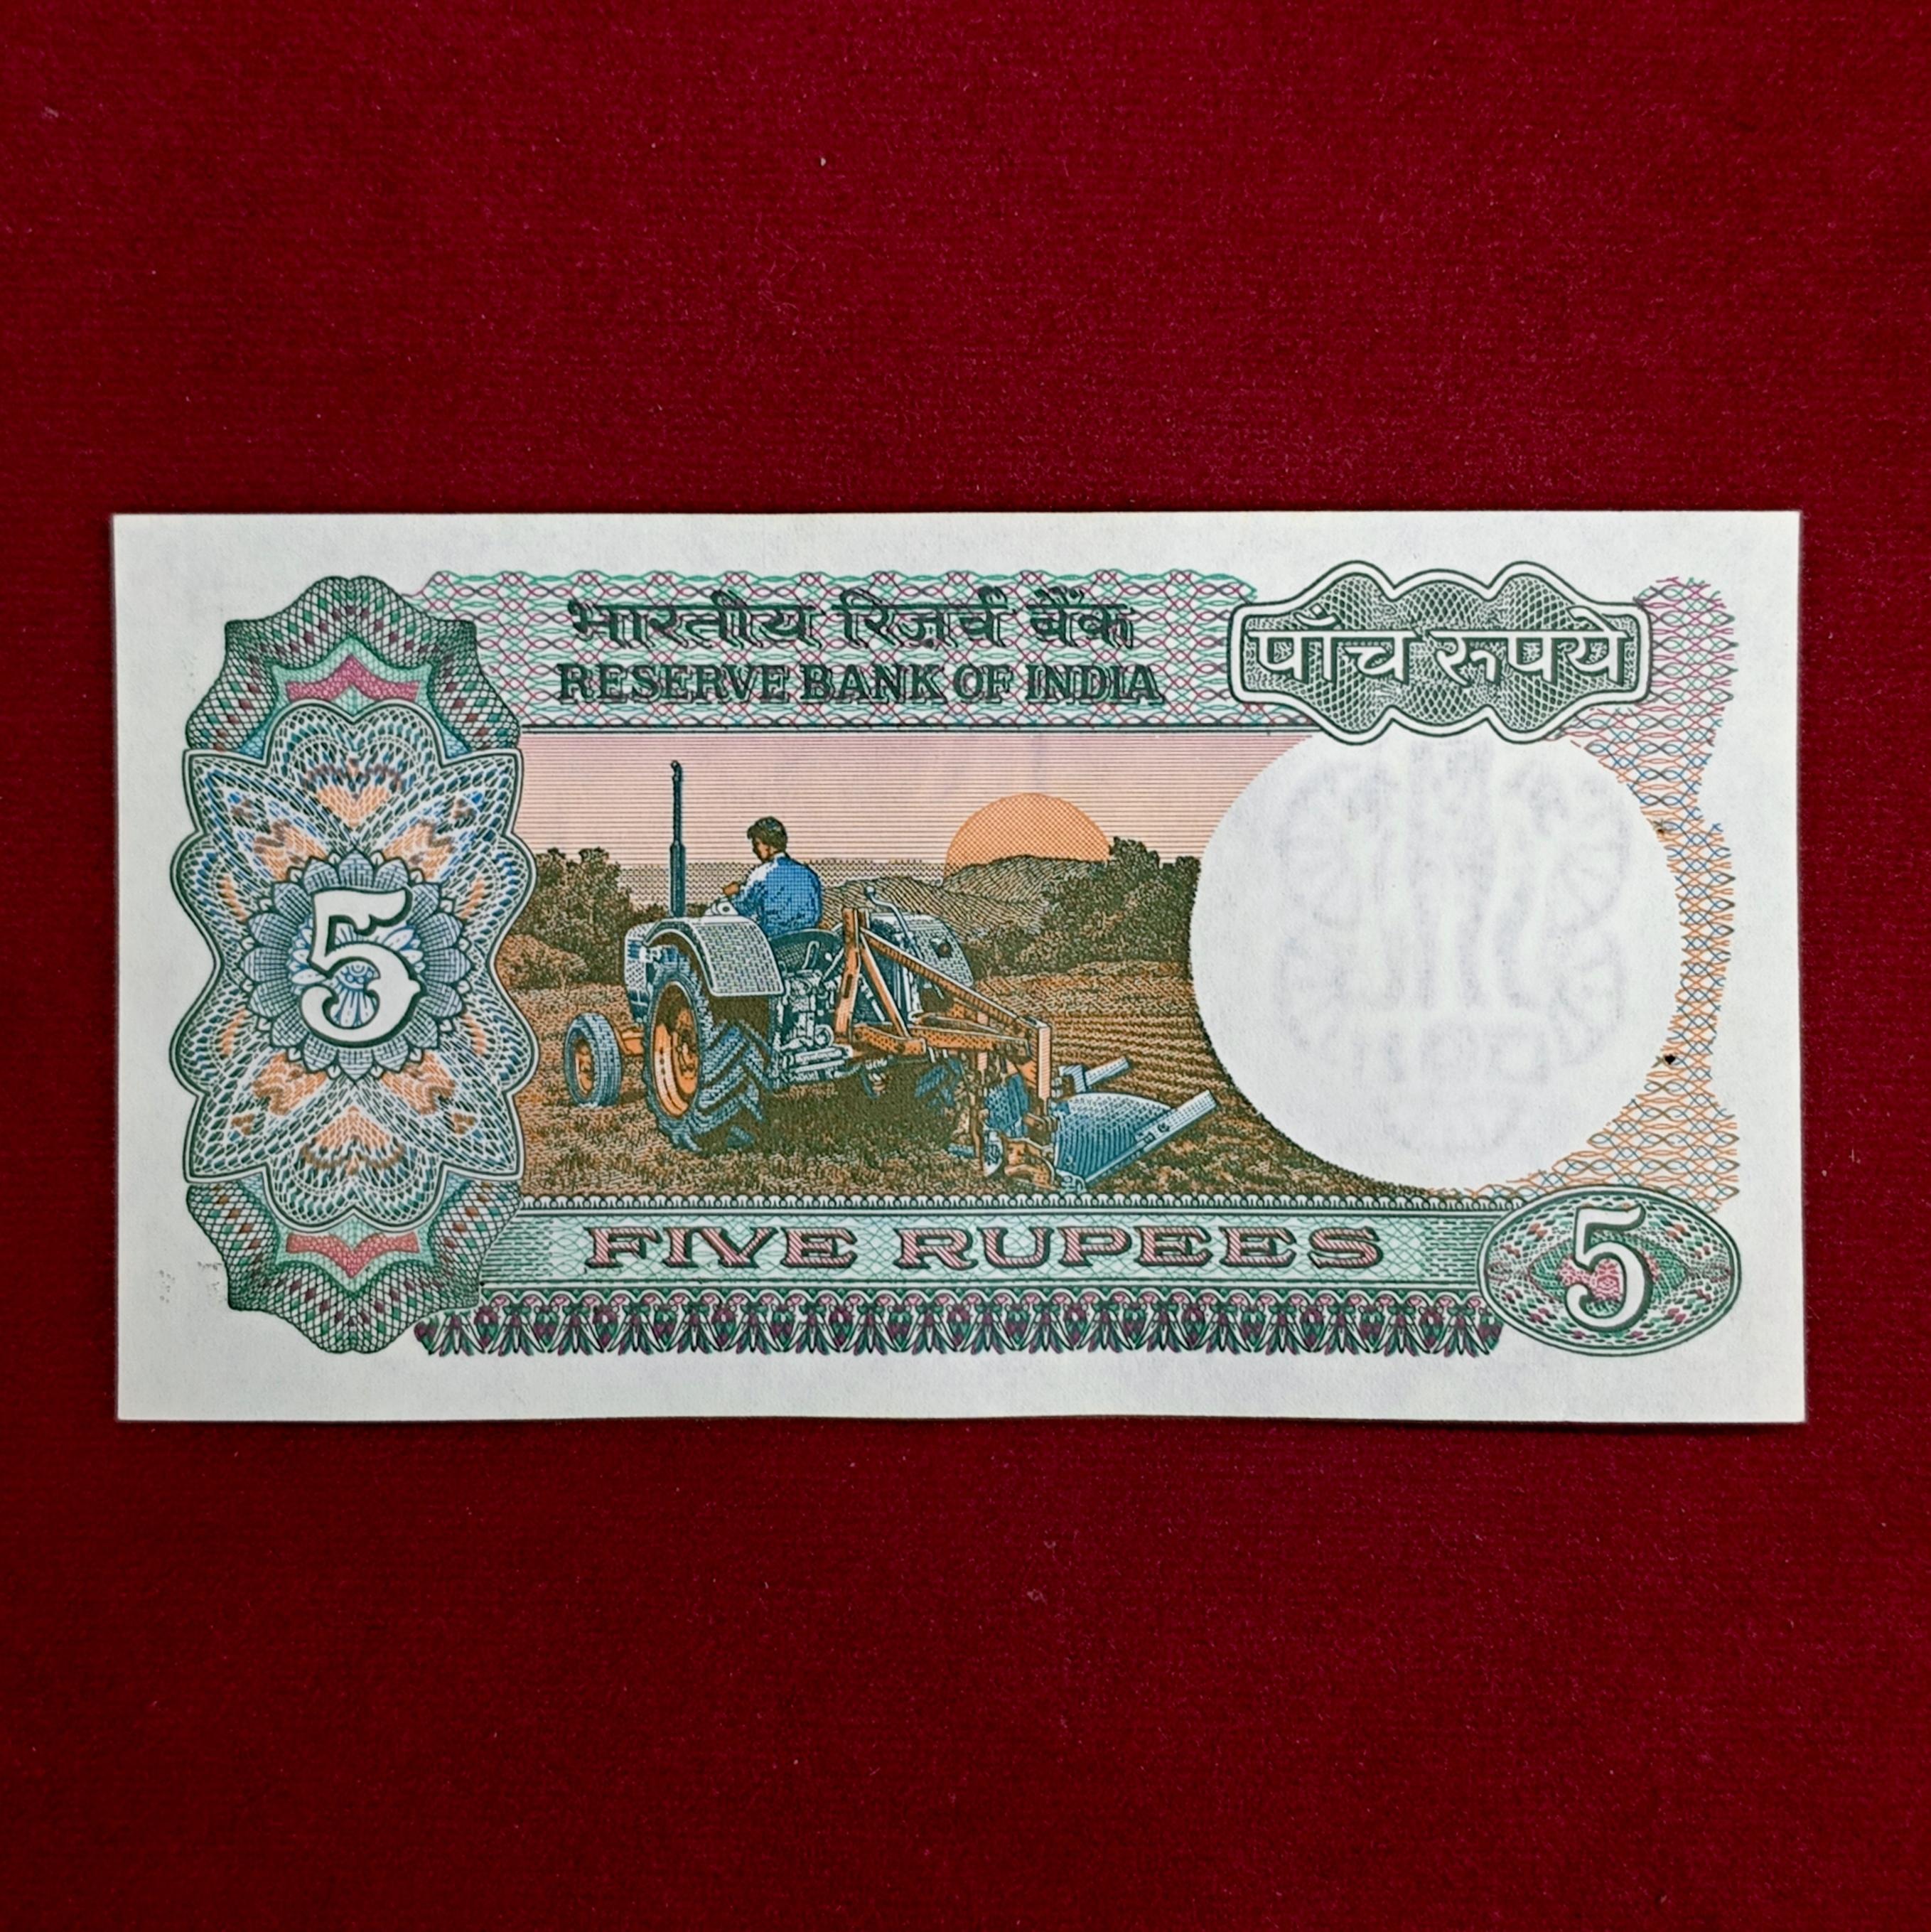 भारतीय रिज़र्व बैंक
RESERVE BANK OF INDIA
पाँच रूपये
5
FIVE RUPEES
5